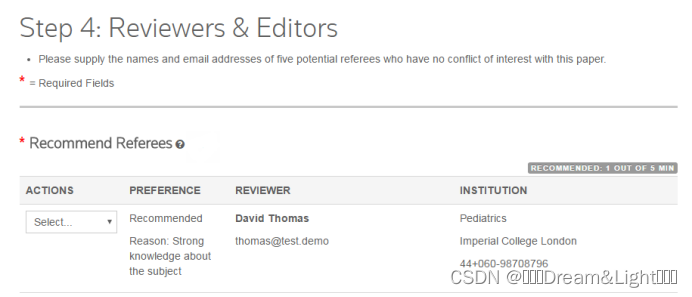 Step 4: Reviewers & Editors
• Please supply the names and email addresses of five potential referees who have no conflict of interest with this paper.
* = Required Fields
* Recommend Referees
RECOMMENDED: 1 OUT OF 5 MIN
ACTIONS PREFERENCE REVIEWER INSTITUTION
Select... Recommended David Thomas Pediatrics
Reason: Strong thomas@test.demo Imperial College London
knowledge about
the subject 44+060-98708796
CSDN @□□□Dream&Light□□□